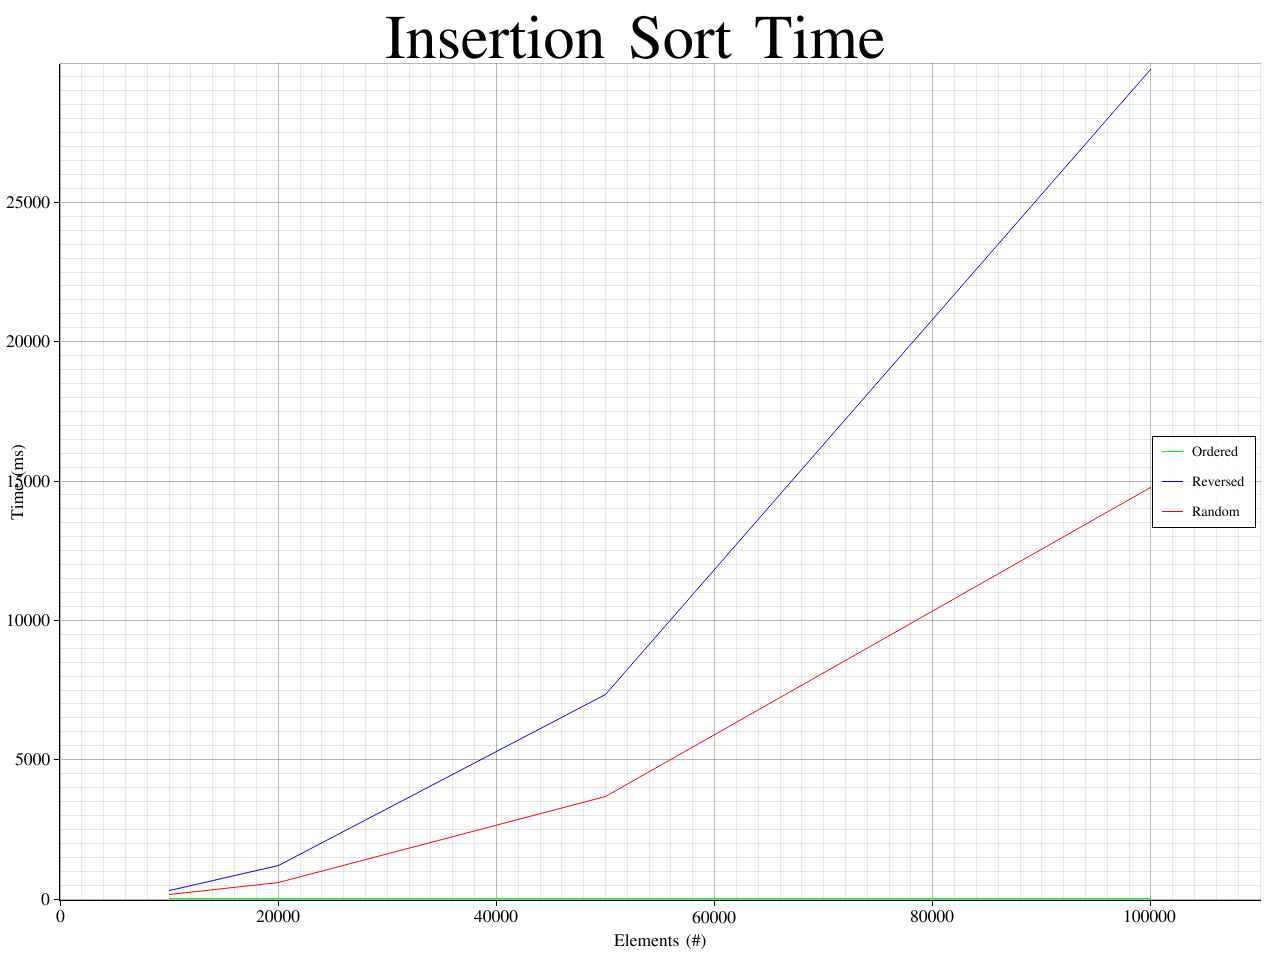 Insertion Sort Time
25000
20000
15000
10000
5000
0
Time (ms)
Ordered
Reversed
Random
0 20000 40000 60000 80000 100000
Elements (#)